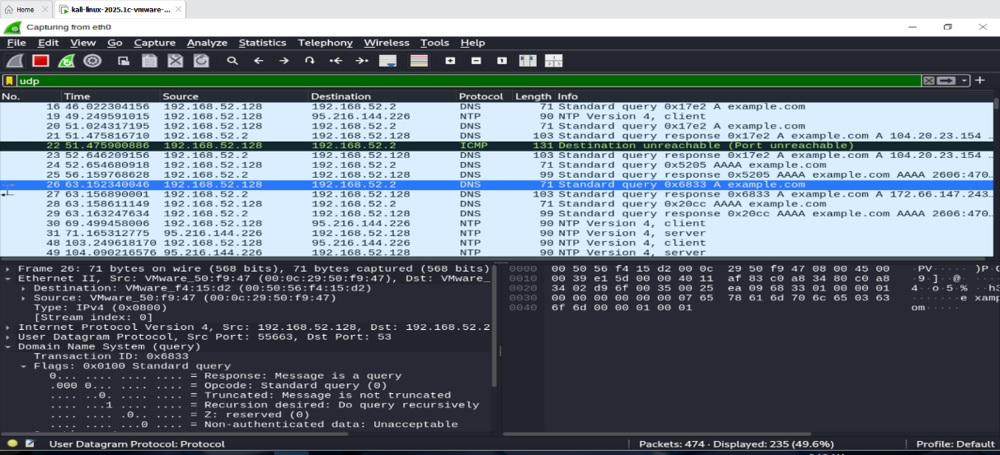 Home
kali-linux-2025.1c-vmware-...
Capturing from eth0
File Edit View Go Capture Analyze Statistics Telephony Wireless Tools Help
udp
No. Time Source Destination Protocol Length Info
16 46.022304156 192.168.52.128 192.168.52.2 DNS 71 Standard query 0x17e2 A example.com
19 49.249591015 192.168.52.128 95.216.144.226 NTP 90 NTP Version 4, client
20 51.024317195 192.168.52.128 192.168.52.2 DNS 71 Standard query 0x17e2 A example.com
21 51.475816710 192.168.52.2 192.168.52.128 DNS 103 Standard query response 0x17e2 A example.com A 104.20.23.154 ...
22 51.475900886 192.168.52.128 192.168.52.2 ICMP 131 Destination unreachable (Port unreachable)
23 52.646209156 192.168.52.2 192.168.52.128 DNS 103 Standard query response 0x17e2 A example.com A 104.20.23.154 ...
24 52.654680918 192.168.52.128 192.168.52.2 DNS 71 Standard query 0x5205 AAAA example.com
25 56.159768628 192.168.52.2 192.168.52.128 DNS 99 Standard query response 0x5205 AAAA example.com AAAA 2606:470...
26 63.152340046 192.168.52.128 192.168.52.2 DNS 71 Standard query 0x6833 A example.com
27 63.156890001 192.168.52.2 192.168.52.128 DNS 103 Standard query response 0x6833 A example.com A 172.66.147.243...
28 63.158611149 192.168.52.128 192.168.52.2 DNS 71 Standard query 0x20cc AAAA example.com
29 63.163247634 192.168.52.2 192.168.52.128 DNS 99 Standard query response 0x20cc AAAA example.com AAAA 2606:470...
30 69.499458006 192.168.52.128 95.216.144.226 NTP 90 NTP Version 4, client
31 71.165312775 95.216.144.226 192.168.52.128 NTP 90 NTP Version 4, server
48 103.249618170 192.168.52.128 95.216.144.226 NTP 90 NTP Version 4, client
49 104.090216576 95.216.144.226 192.168.52.128 NTP 90 NTP Version 4, server
Frame 26: 71 bytes on wire (568 bits), 71 bytes captured (568 bits)
Ethernet II, Src: VMware_50:f9:47 (00:0c:29:50:f9:47), Dst: VMware_
Destination: VMware_f4:15:d2 (00:50:56:f4:15:d2)
Source: VMware_50:f9:47 (00:0c:29:50:f9:47)
Type: IPv4 (0x0800)
[Stream index: 0]
Internet Protocol Version 4, Src: 192.168.52.128, Dst: 192.168.52.2
User Datagram Protocol, Src Port: 55663, Dst Port: 53
Domain Name System (query)
Transaction ID: 0x6833
Flags: 0x0100 Standard query
0... .... .... .... = Response: Message is a query
.000 0... .... .... = Opcode: Standard query (0)
.... ..0. .... .... = Truncated: Message is not truncated
.... ...1 .... .... = Recursion desired: Do query recursively
.... .... .0.. .... = Z: reserved (0)
.... .... ...0 .... = Non-authenticated data: Unacceptable
0000 00 50 56 f4 15 d2 00 0c 29 50 f9 47 08 00 45 00 ·PV····· )P·G
0010 00 39 e1 5d 00 00 40 11 af 83 c0 a8 34 80 c0 a8 ·9·]··@·
0020 34 02 d9 6f 00 35 00 25 ea 09 68 33 01 00 00 01 4··o·5·% ··h3
0030 00 00 00 00 00 00 07 65 78 61 6d 70 6c 65 03 63 ·······e xamp
0040 6f 6d 00 00 01 00 01 om·····
User Datagram Protocol: Protocol
Packets: 474 · Displayed: 235 (49.6%)
Profile: Default